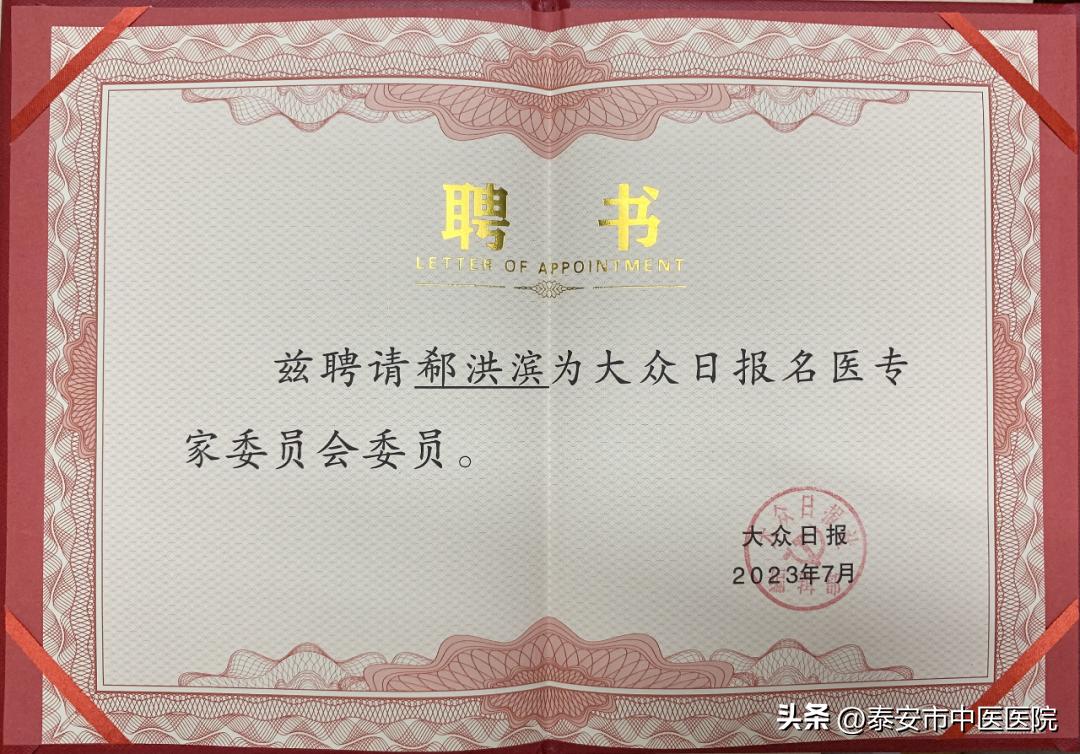 聘 书
LETTER OF APPOINTMENT
兹聘请郗洪滨为大众日报名医专
家委员会委员。
大众日报
2023年7月
头条 @泰安市中医医院